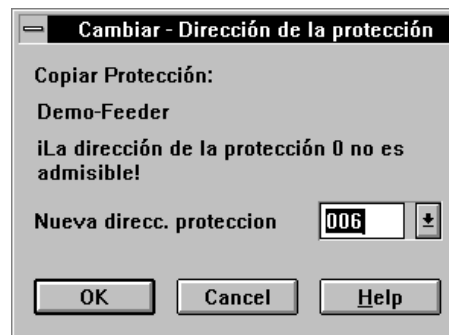 Cambiar - Dirección de la protección
Copiar Protección:
Demo-Feeder
¡La dirección de la protección 0 no es
admisible!
Nueva direcc. proteccion 006
OK Cancel Help